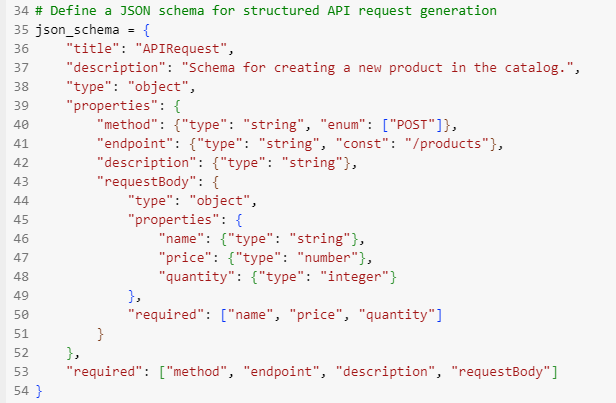 34 # Define a JSON schema for structured API request generation
35 json_schema = {
36     "title": "APIRequest",
37     "description": "Schema for creating a new product in the catalog.",
38     "type": "object",
39     "properties": {
40         "method": {"type": "string", "enum": ["POST"]},
41         "endpoint": {"type": "string", "const": "/products"},
42         "description": {"type": "string"},
43         "requestBody": {
44             "type": "object",
45             "properties": {
46                 "name": {"type": "string"},
47                 "price": {"type": "number"},
48                 "quantity": {"type": "integer"}
49             },
50             "required": ["name", "price", "quantity"]
51         }
52     },
53     "required": ["method", "endpoint", "description", "requestBody"]
54 }